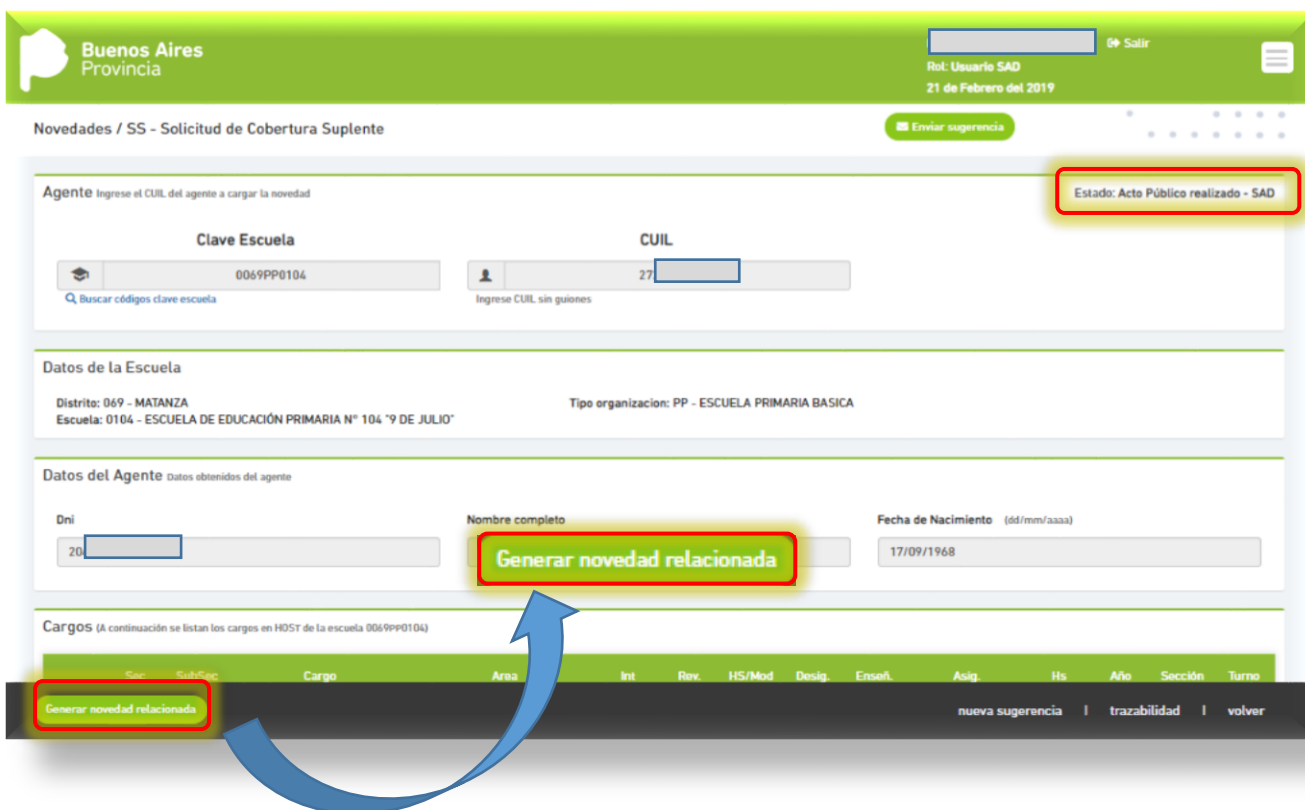 Buenos Aires
Provincia
Salir
Rol: Usuario SAD
21 de Febrero del 2019
Novedades / SS - Solicitud de Cobertura Suplente
Enviar sugerencia
Agente Ingrese el CUIL del agente a cargar la novedad
Estado: Acto Público realizado - SAD
Clave Escuela
CUIL
0069PP0104
27
Buscar códigos clave escuela
Ingrese CUIL sin guiones
Datos de la Escuela
Distrito: 069 - MATANZA
Tipo organizacion: PP - ESCUELA PRIMARIA BASICA
Escuela: 0104 - ESCUELA DE EDUCACIÓN PRIMARIA N° 104 "9 DE JULIO"
Datos del Agente Datos obtenidos del agente
Dni
Nombre completo
Fecha de Nacimiento (dd/mm/aaaa)
20
Generar novedad relacionada
17/09/1968
Cargos (A continuación se listan los cargos en HOST de la escuela 0069PP0104)
Sec SubSec Cargo Area Int Rev. HS/Mod Desig. Enseñ. Asig. Hs Año Sección Turno
Generar novedad relacionada
nueva sugerencia | trazabilidad | volver